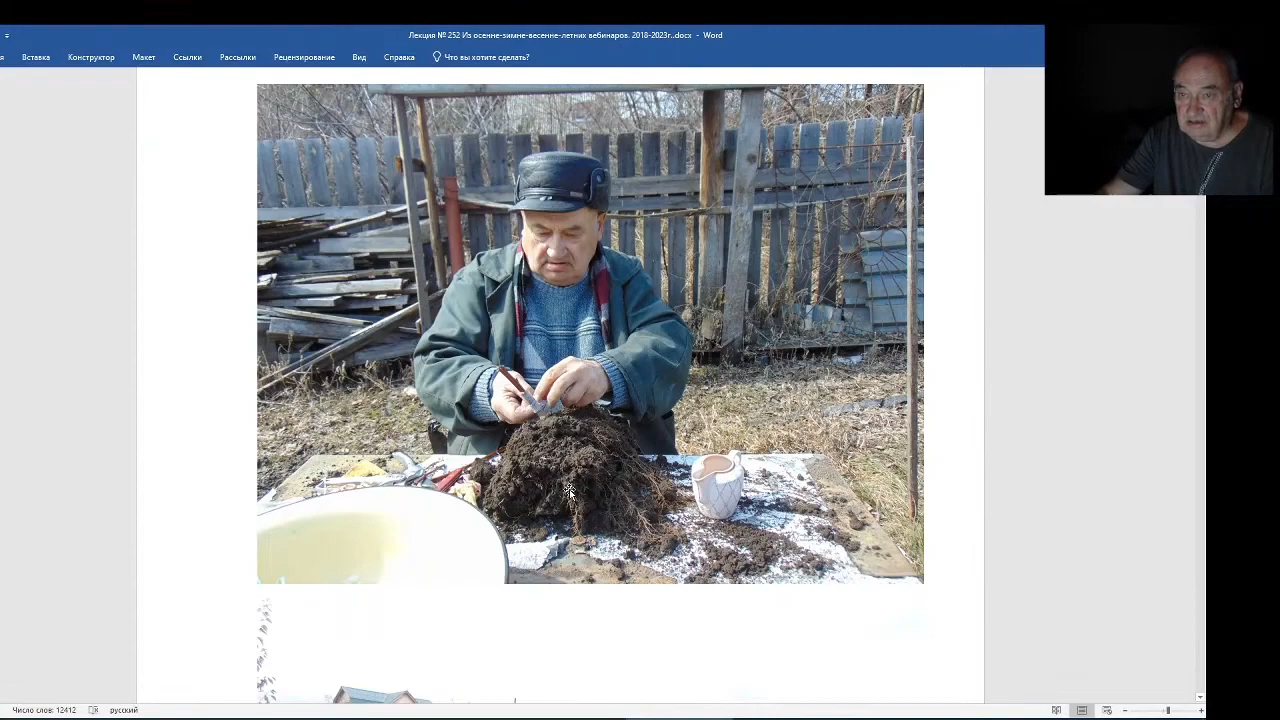 Лекция № 252 Из осенне-зимне-весенне-летних вебинаров. 2018-2023г..docx - Word
я Вставка Конструктор Макет Ссылки Рассылки Рецензирование Вид Справка Что вы хотите сделать?
Число слов: 12412 русский